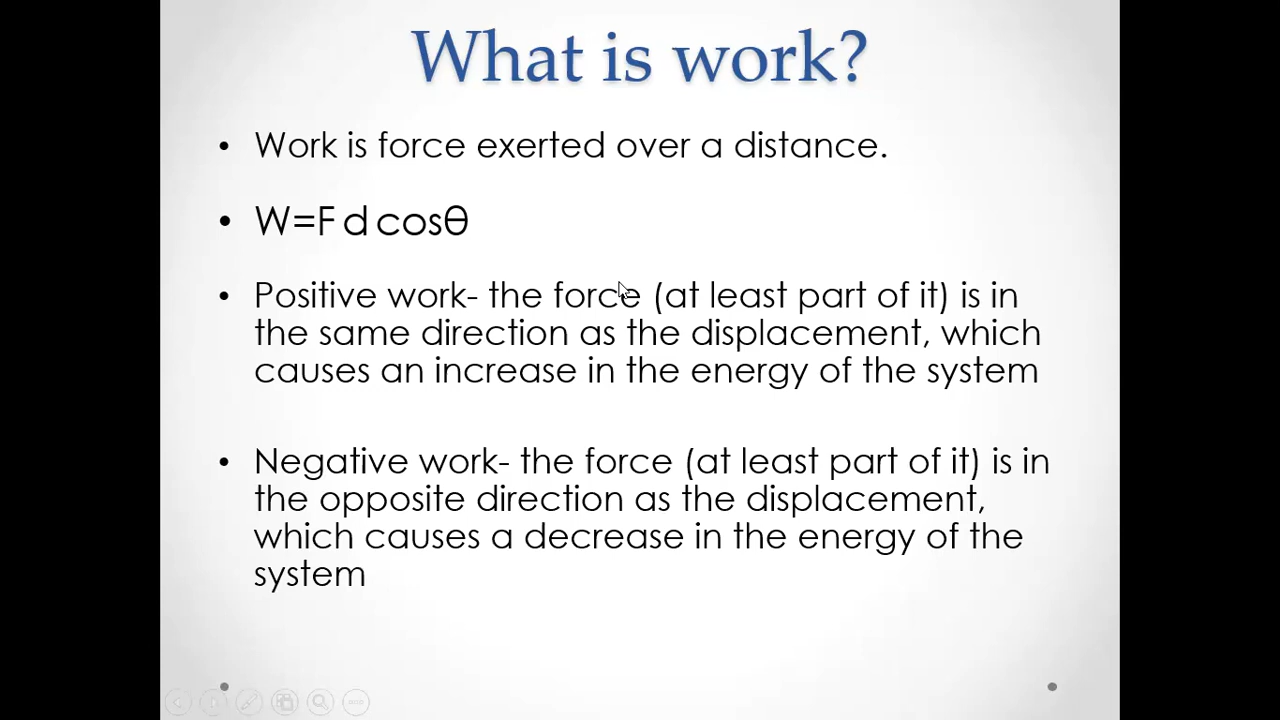 What is work?
• Work is force exerted over a distance.
• W=F d cosθ
• Positive work- the force (at least part of it) is in
the same direction as the displacement, which
causes an increase in the energy of the system
• Negative work- the force (at least part of it) is in
the opposite direction as the displacement,
which causes a decrease in the energy of the
system